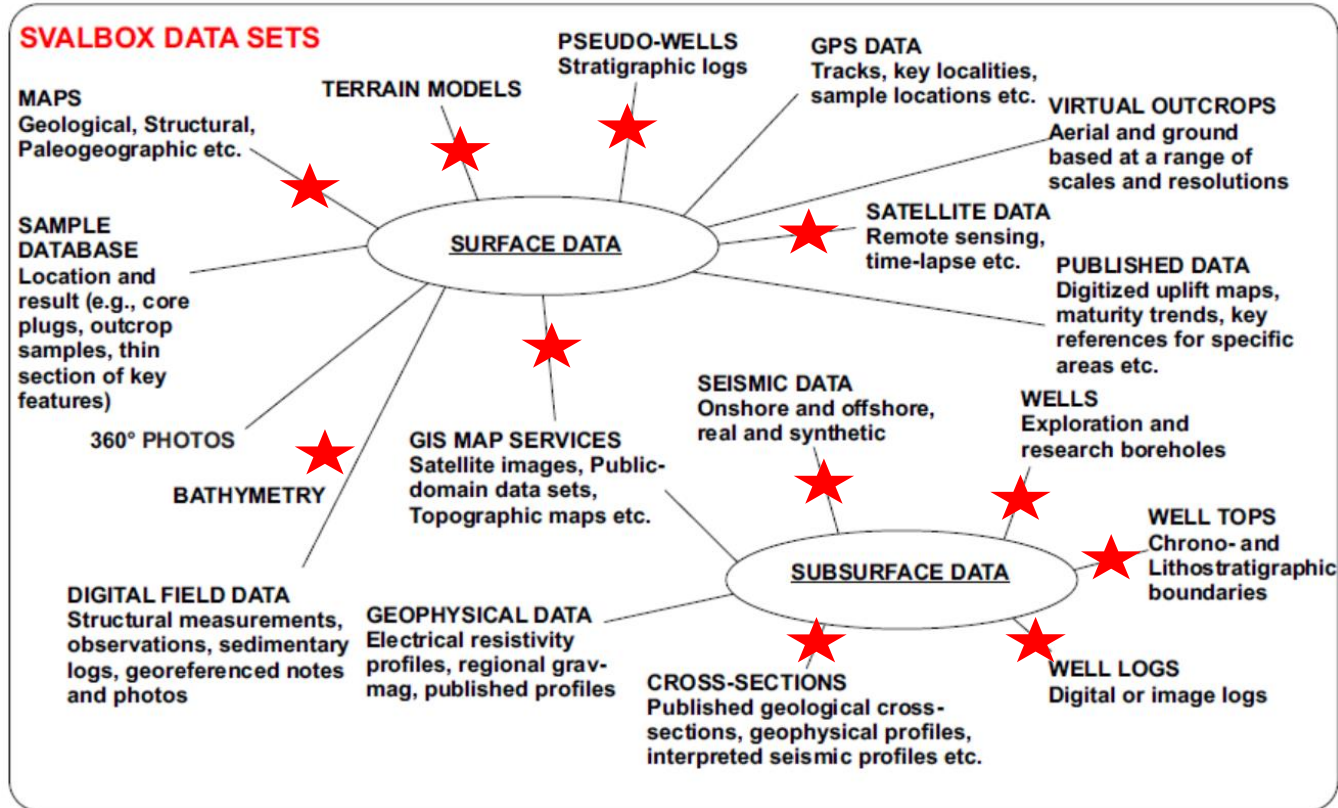 SVALBOX DATA SETS
PSEUDO-WELLS
Stratigraphic logs
GPS DATA
Tracks, key localities,
sample locations etc.
TERRAIN MODELS
MAPS
Geological, Structural,
Paleogeographic etc.
VIRTUAL OUTCROPS
Aerial and ground
based at a range of
scales and resolutions
SURFACE DATA
SATELLITE DATA
Remote sensing,
time-lapse etc.
SAMPLE
DATABASE
Location and
result (e.g., core
plugs, outcrop
samples, thin
section of key
features)
PUBLISHED DATA
Digitized uplift maps,
maturity trends, key
references for specific
areas etc.
360° PHOTOS
BATHYMETRY
GIS MAP SERVICES
Satellite images, Public-
domain data sets,
Topographic maps etc.
SEISMIC DATA
Onshore and offshore,
real and synthetic
WELLS
Exploration and
research boreholes
WELL TOPS
Chrono- and
Lithostratigraphic
boundaries
SUBSURFACE DATA
DIGITAL FIELD DATA
Structural measurements,
observations, sedimentary
logs, georeferenced notes
and photos
GEOPHYSICAL DATA
Electrical resistivity
profiles, regional grav-
mag, published profiles
CROSS-SECTIONS
Published geological cross-
sections, geophysical profiles,
interpreted seismic profiles etc.
WELL LOGS
Digital or image logs